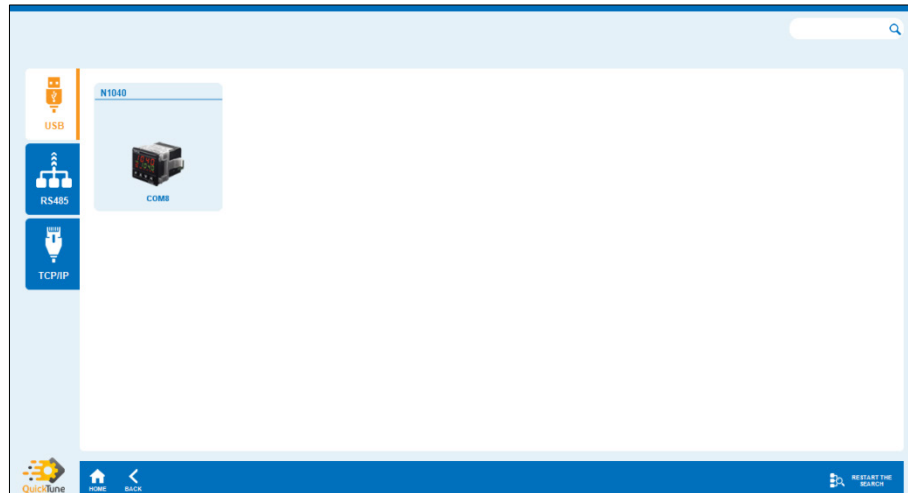 USB
N1040
COM8
RS485
TCP/IP
QuickTune
HOME
BACK
RESTART THE
SEARCH